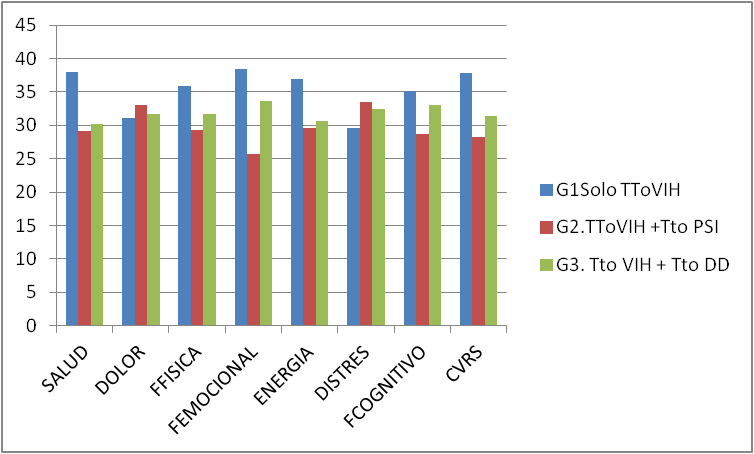 45
40
35
30
25
20
15
10
5
0
SALUD
DOLOR
FFISICA
FEMOCIONAL
ENERGIA
DISTRES
FCOGNITIVO
CVRS
G1Solo TToVIH
G2.TToVIH +Tto PSI
G3. Tto VIH + Tto DD